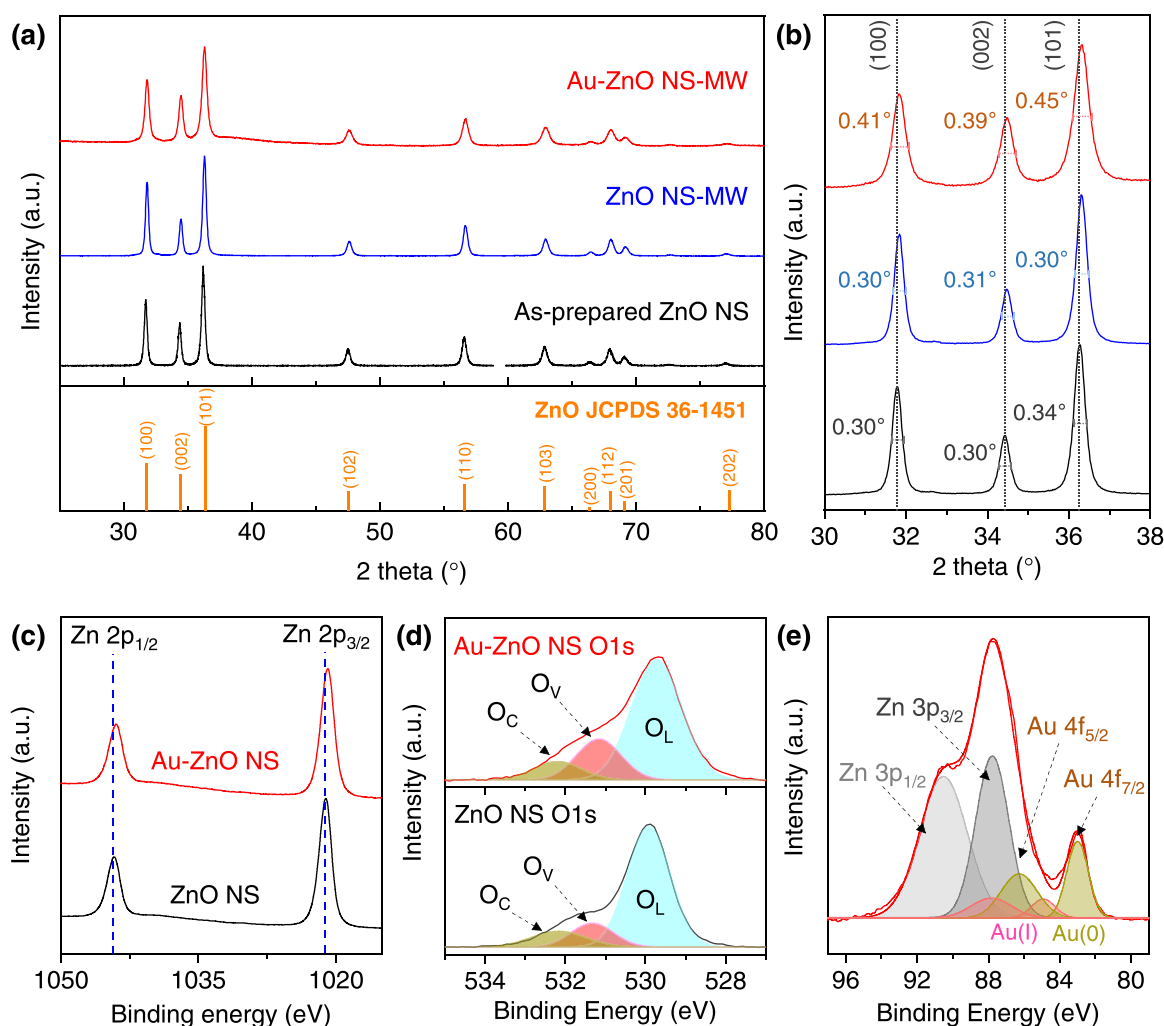 (a)
Au-ZnO NS-MW
ZnO NS-MW
As-prepared ZnO NS
Intensity (a.u.)
ZnO JCPDS 36-1451
(100)
(002)
(101)
(102)
(110)
(103)
(200)
(112)
(201)
(202)
30 40 50 60 70 80
2 theta (°)
(b)
(100)
(002)
(101)
0.41°
0.39°
0.45°
0.30°
0.31°
0.30°
0.30°
0.30°
0.34°
Intensity (a.u.)
30 32 34 36 38
2 theta (°)
(c)
Zn 2p1/2
Zn 2p3/2
Au-ZnO NS
ZnO NS
Intensity (a.u.)
1050 1035 1020
Binding energy (eV)
(d)
Au-ZnO NS O1s
OC
OV
OL
ZnO NS O1s
OC
OV
OL
Intensity (a.u.)
534 532 530 528
Binding Energy (eV)
(e)
Zn 3p3/2
Au 4f5/2
Zn 3p1/2
Au 4f7/2
Au(I)
Au(0)
Intensity (a.u.)
96 92 88 84 80
Binding Energy (eV)